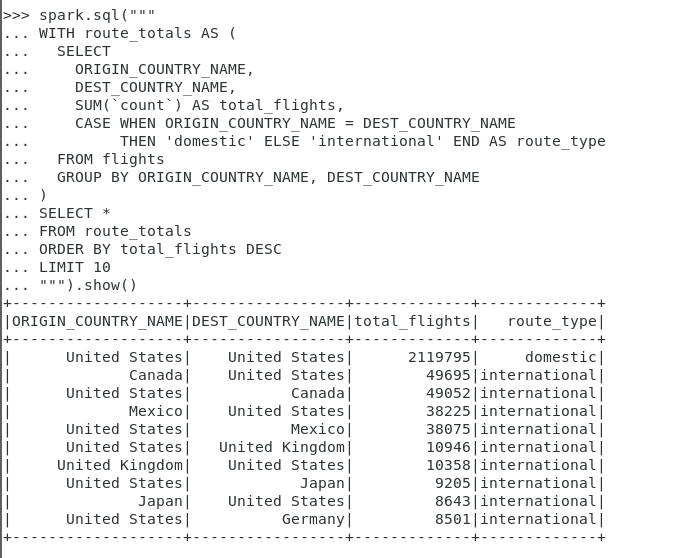 >>> spark.sql("""
... WITH route_totals AS (
...   SELECT
...     ORIGIN_COUNTRY_NAME,
...     DEST_COUNTRY_NAME,
...     SUM(`count`) AS total_flights,
...     CASE WHEN ORIGIN_COUNTRY_NAME = DEST_COUNTRY_NAME
...          THEN 'domestic' ELSE 'international' END AS route_type
...   FROM flights
...   GROUP BY ORIGIN_COUNTRY_NAME, DEST_COUNTRY_NAME
... )
... SELECT *
... FROM route_totals
... ORDER BY total_flights DESC
... LIMIT 10
... """).show()
+-------------------+-----------------+-------------+-------------+
|ORIGIN_COUNTRY_NAME|DEST_COUNTRY_NAME|total_flights|   route_type|
+-------------------+-----------------+-------------+-------------+
|      United States|    United States|      2119795|     domestic|
|             Canada|    United States|        49695|international|
|      United States|           Canada|        49052|international|
|             Mexico|    United States|        38225|international|
|      United States|           Mexico|        38075|international|
|      United States|   United Kingdom|        10946|international|
|     United Kingdom|    United States|        10358|international|
|      United States|            Japan|         9205|international|
|              Japan|    United States|         8643|international|
|      United States|          Germany|         8501|international|
+-------------------+-----------------+-------------+-------------+